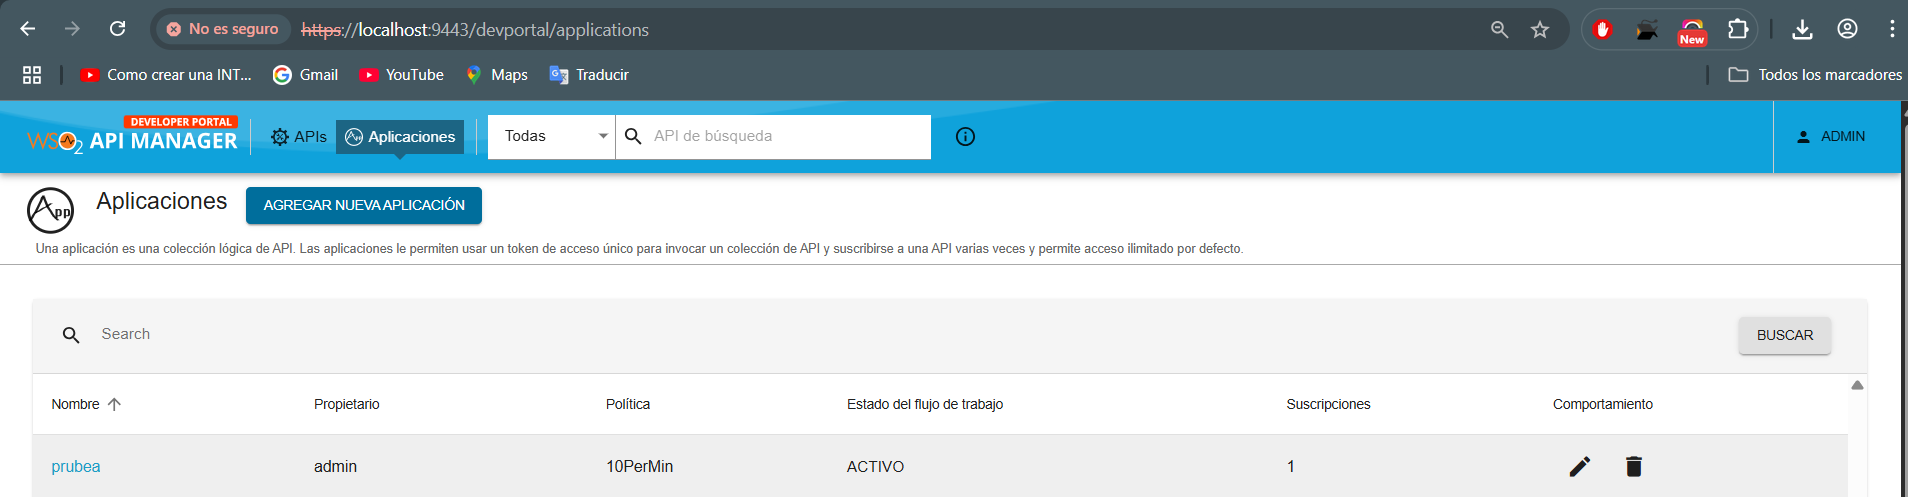 No es seguro https://localhost:9443/devportal/applications
New
Como crear una INT... Gmail YouTube Maps Traducir Todos los marcadores
DEVELOPER PORTAL
WSO2 API MANAGER APIs Aplicaciones Todas API de búsqueda ADMIN
App Aplicaciones AGREGAR NUEVA APLICACIÓN
Una aplicación es una colección lógica de API. Las aplicaciones le permiten usar un token de acceso único para invocar un colección de API y suscribirse a una API varias veces y permite acceso ilimitado por defecto.
Search BUSCAR
Nombre Propietario Política Estado del flujo de trabajo Suscripciones Comportamiento
prubea admin 10PerMin ACTIVO 1